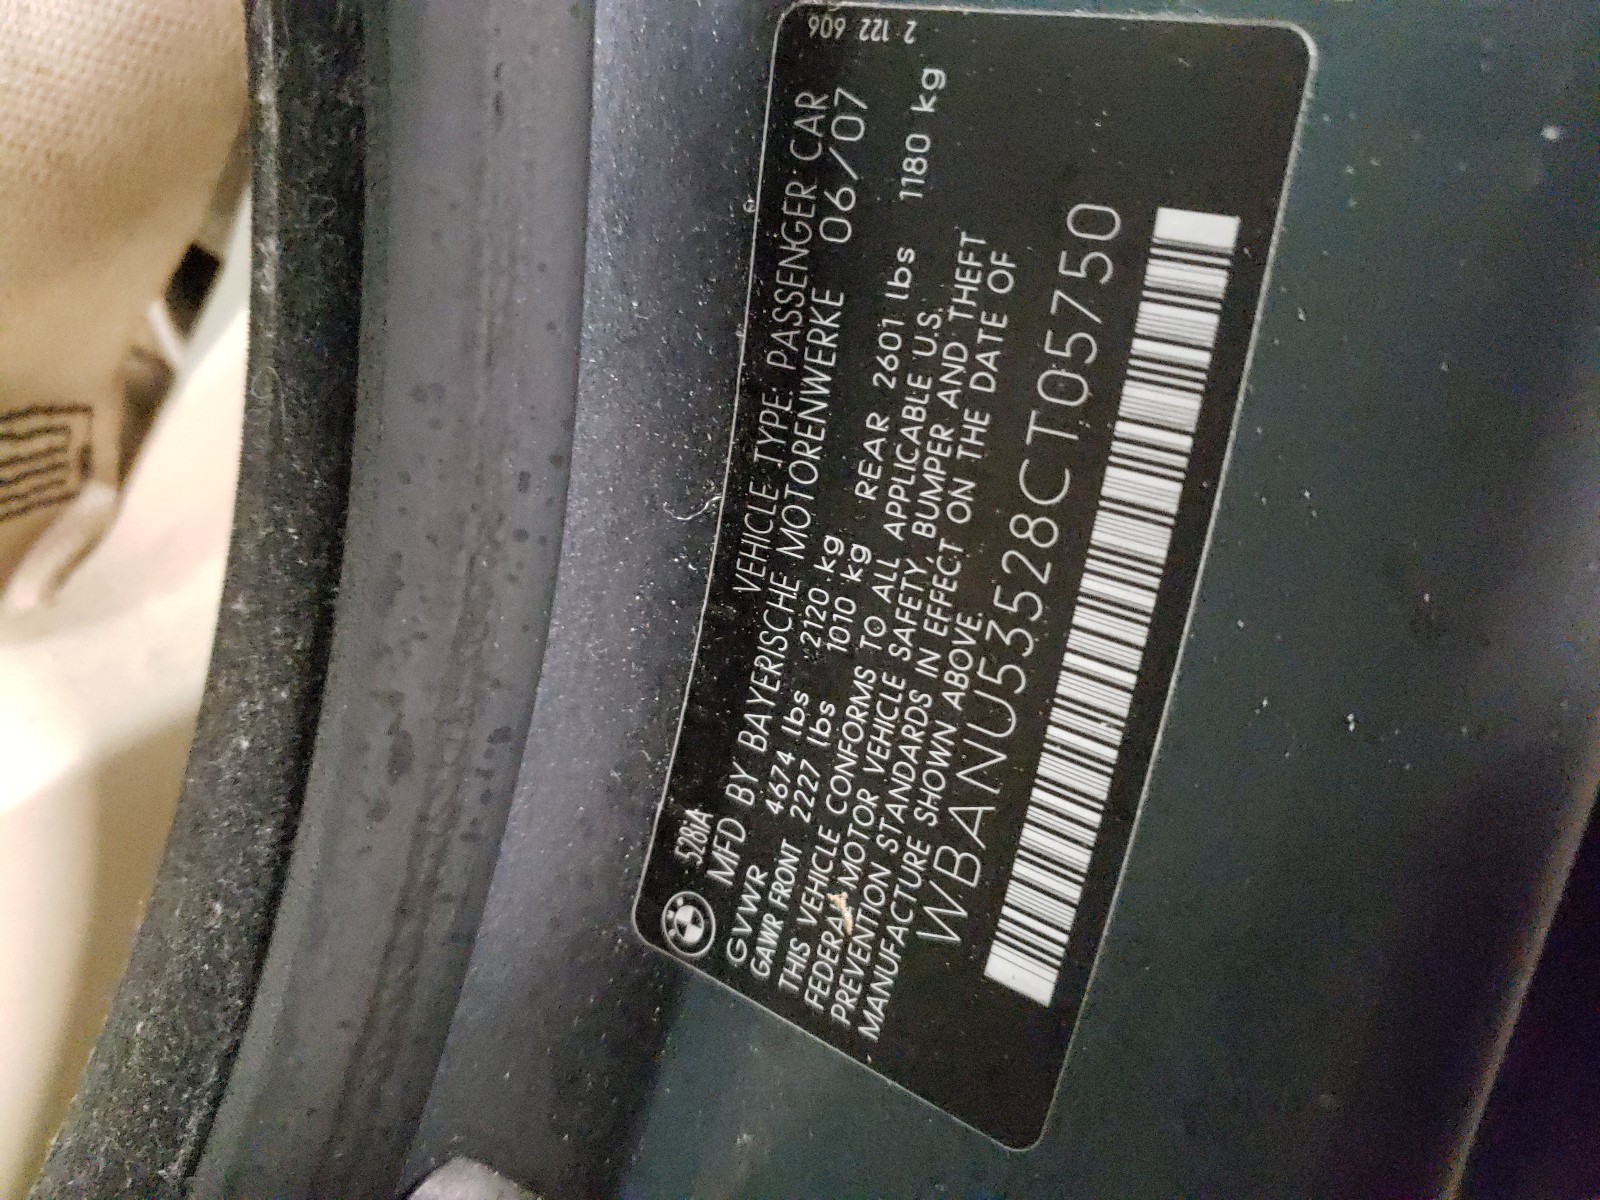 528iA VEHICLE TYPE: PASSENGER CAR
MFD BY BAYERISCHE MOTORENWERKE 06/07
GVWR 4674 lbs 2120 kg
GAWR FRONT 2227 lbs 1010 kg REAR 2601 lbs 1180 kg
THIS VEHICLE CONFORMS TO ALL APPLICABLE U.S.
FEDERAL MOTOR VEHICLE SAFETY, BUMPER AND THEFT
PREVENTION STANDARDS IN EFFECT ON THE DATE OF
MANUFACTURE SHOWN ABOVE.
WBANU53528CT05750
2 122 606